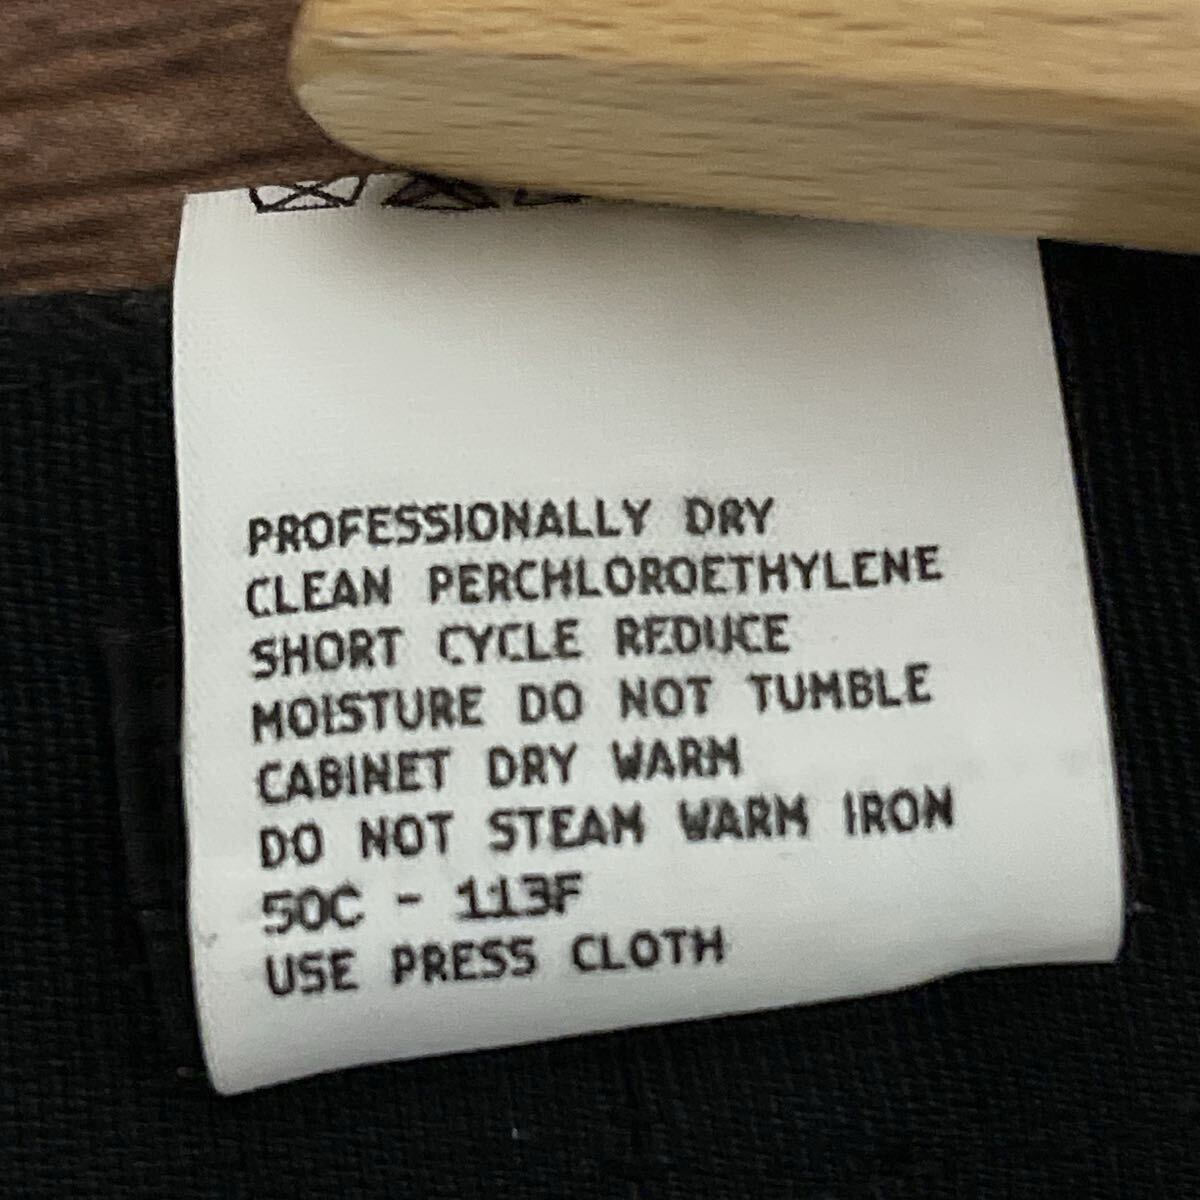 PROFESSIONALLY DRY
CLEAN PERCHLOROETHYLENE
SHORT CYCLE REDUCE
MOISTURE DO NOT TUMBLE
CABINET DRY WARM
DO NOT STEAM WARM IRON
50C - 113F
USE PRESS CLOTH